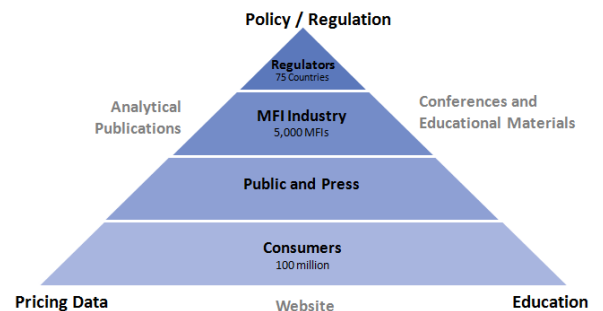 Policy / Regulation
Regulators
75 Countries
Analytical
Publications
Conferences and
Educational Materials
MFI Industry
5,000 MFIs
Public and Press
Consumers
100 million
Pricing Data
Website
Education